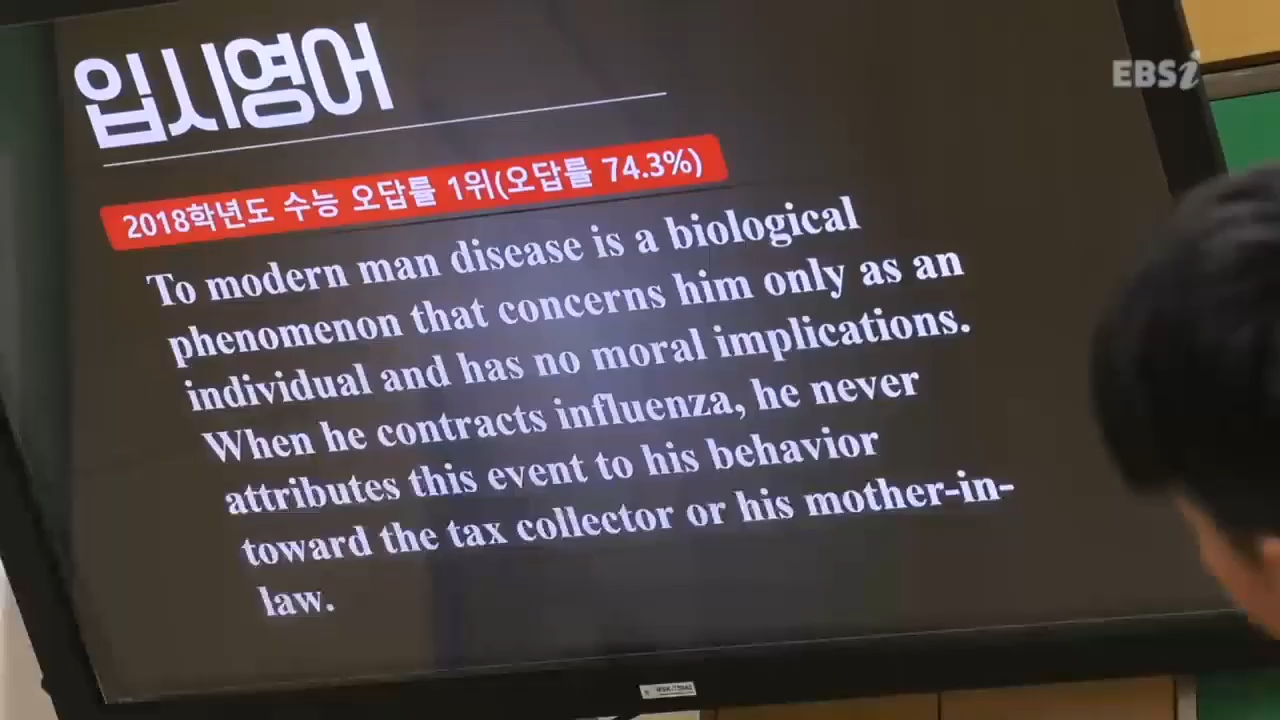 입시영어
EBSi
2018학년도 수능 오답률 1위(오답률 74.3%)
To modern man disease is a biological
phenomenon that concerns him only as an
individual and has no moral implications.
When he contracts influenza, he never
attributes this event to his behavior
toward the tax collector or his mother-in-
law.